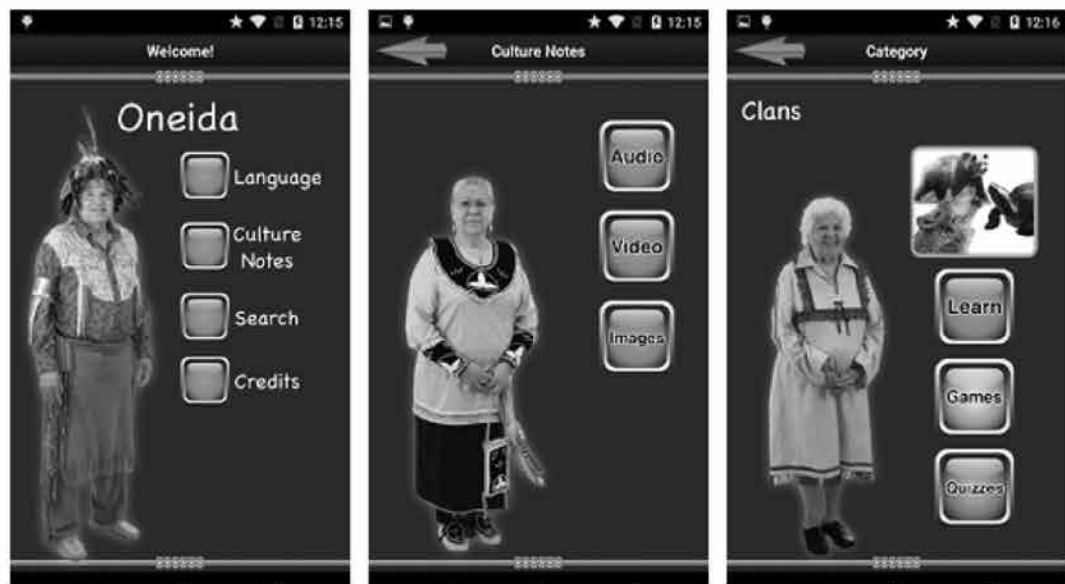 12:15
Welcome!
Oneida
Language
Culture
Notes
Search
Credits
12:15
Culture Notes
Audio
Video
Images
12:16
Category
Clans
Learn
Games
Quizzes